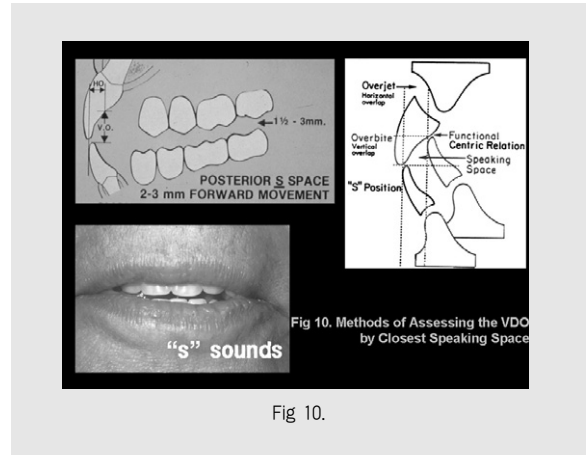 HO.
V.O.
1½ - 3mm.
POSTERIOR S SPACE
2-3 mm FORWARD MOVEMENT
Overjet
Horizontal
overlap
Overbite
Vertical
overlap
Functional
Centric Relation
Speaking
Space
"S" Position
"s" sounds
Fig 10. Methods of Assessing the VDO
by Closest Speaking Space
Fig 10.